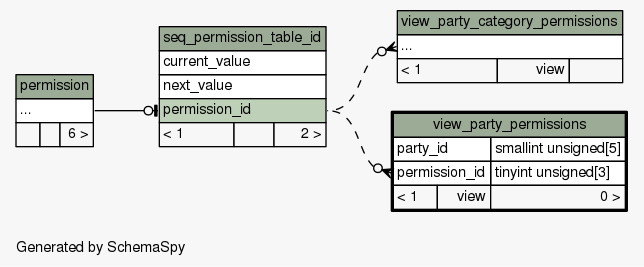 permission
...
6 >
seq_permission_table_id
current_value
next_value
permission_id
< 1 2 >
view_party_category_permissions
...
< 1 view
view_party_permissions
party_id smallint unsigned[5]
permission_id tinyint unsigned[3]
< 1 view 0 >
Generated by SchemaSpy